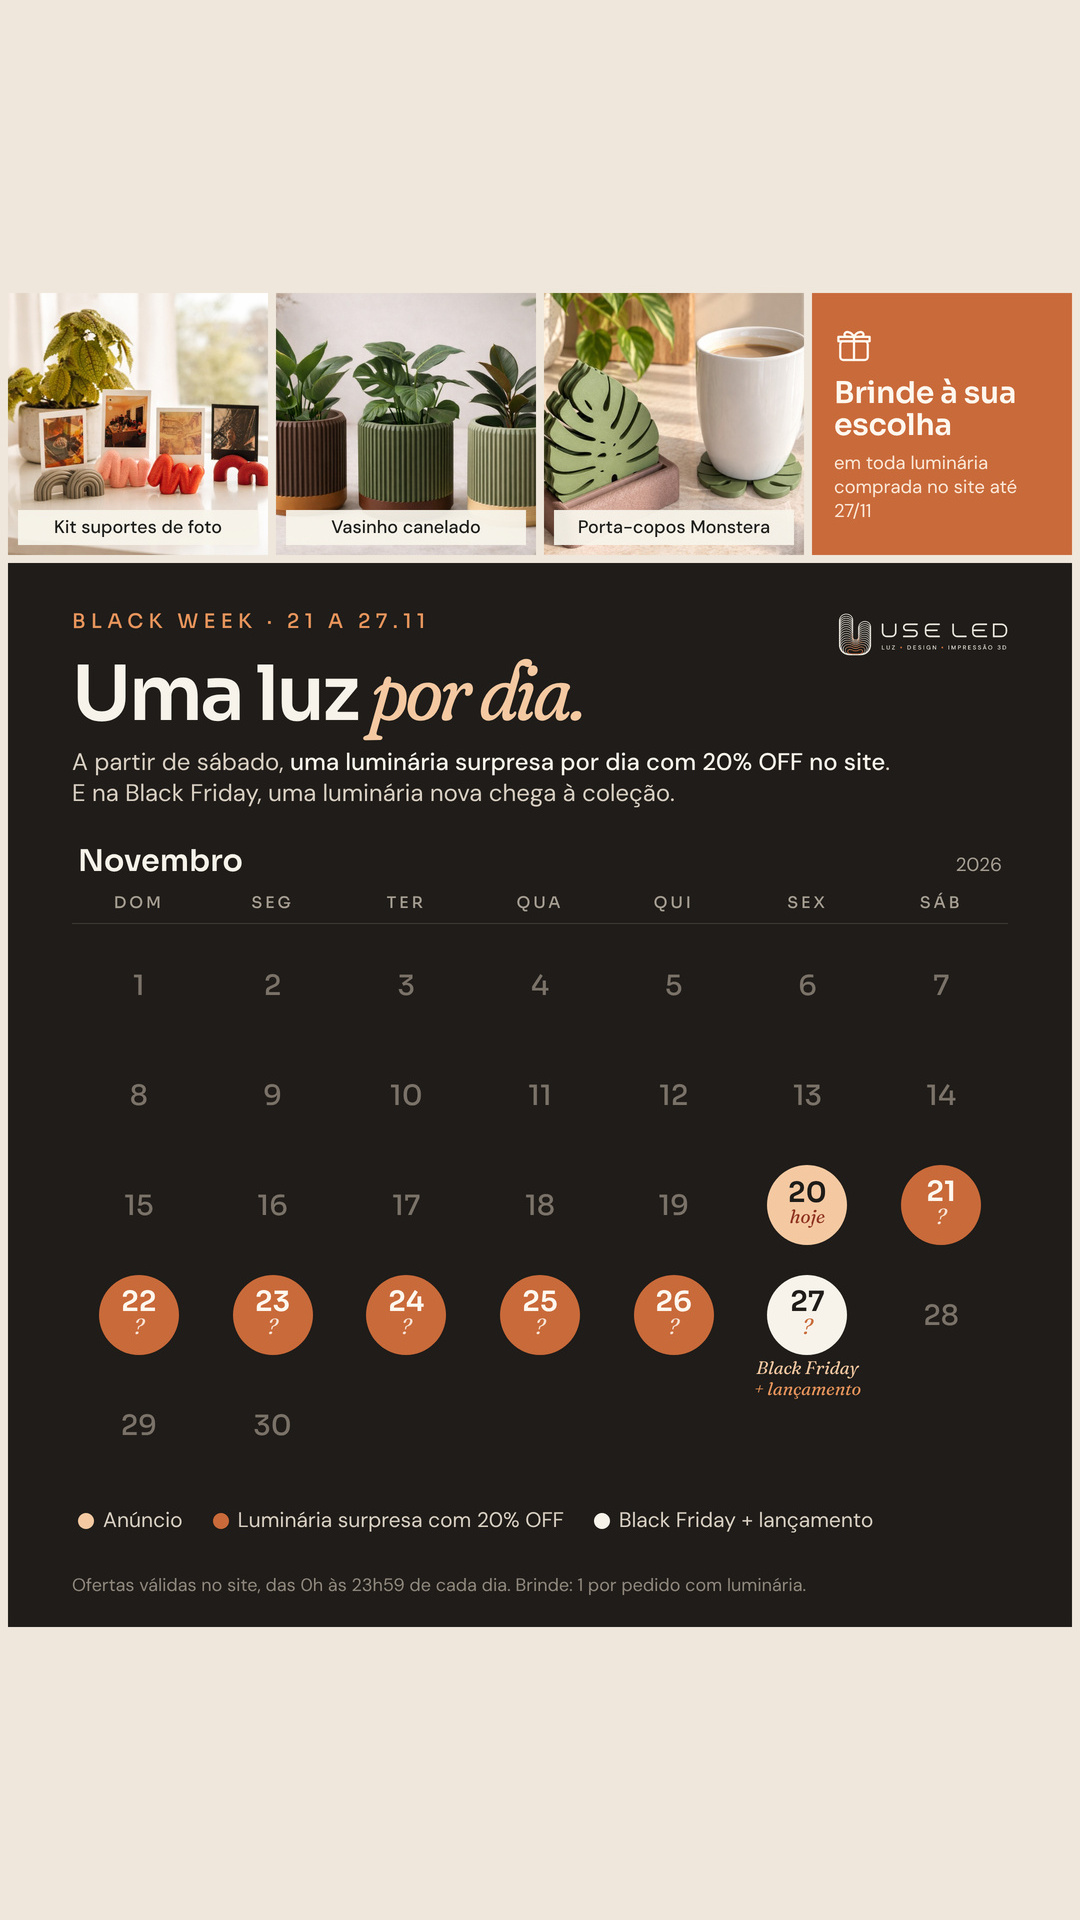 Kit suportes de foto
Vasinho canelado
Porta-copos Monstera
Brinde à sua
escolha
em toda luminária
comprada no site até
27/11
BLACK WEEK · 21 A 27.11
USE LED
LUZ • DESIGN • IMPRESSÃO 3D
Uma luz por dia.
A partir de sábado, uma luminária surpresa por dia com 20% OFF no site.
E na Black Friday, uma luminária nova chega à coleção.
Novembro 2026
DOM SEG TER QUA QUI SEX SÁB
1 2 3 4 5 6 7
8 9 10 11 12 13 14
15 16 17 18 19 20 21
hoje ?
22 23 24 25 26 27 28
? ? ? ? ? ?
Black Friday
+ lançamento
29 30
Anúncio Luminária surpresa com 20% OFF Black Friday + lançamento
Ofertas válidas no site, das 0h às 23h59 de cada dia. Brinde: 1 por pedido com luminária.